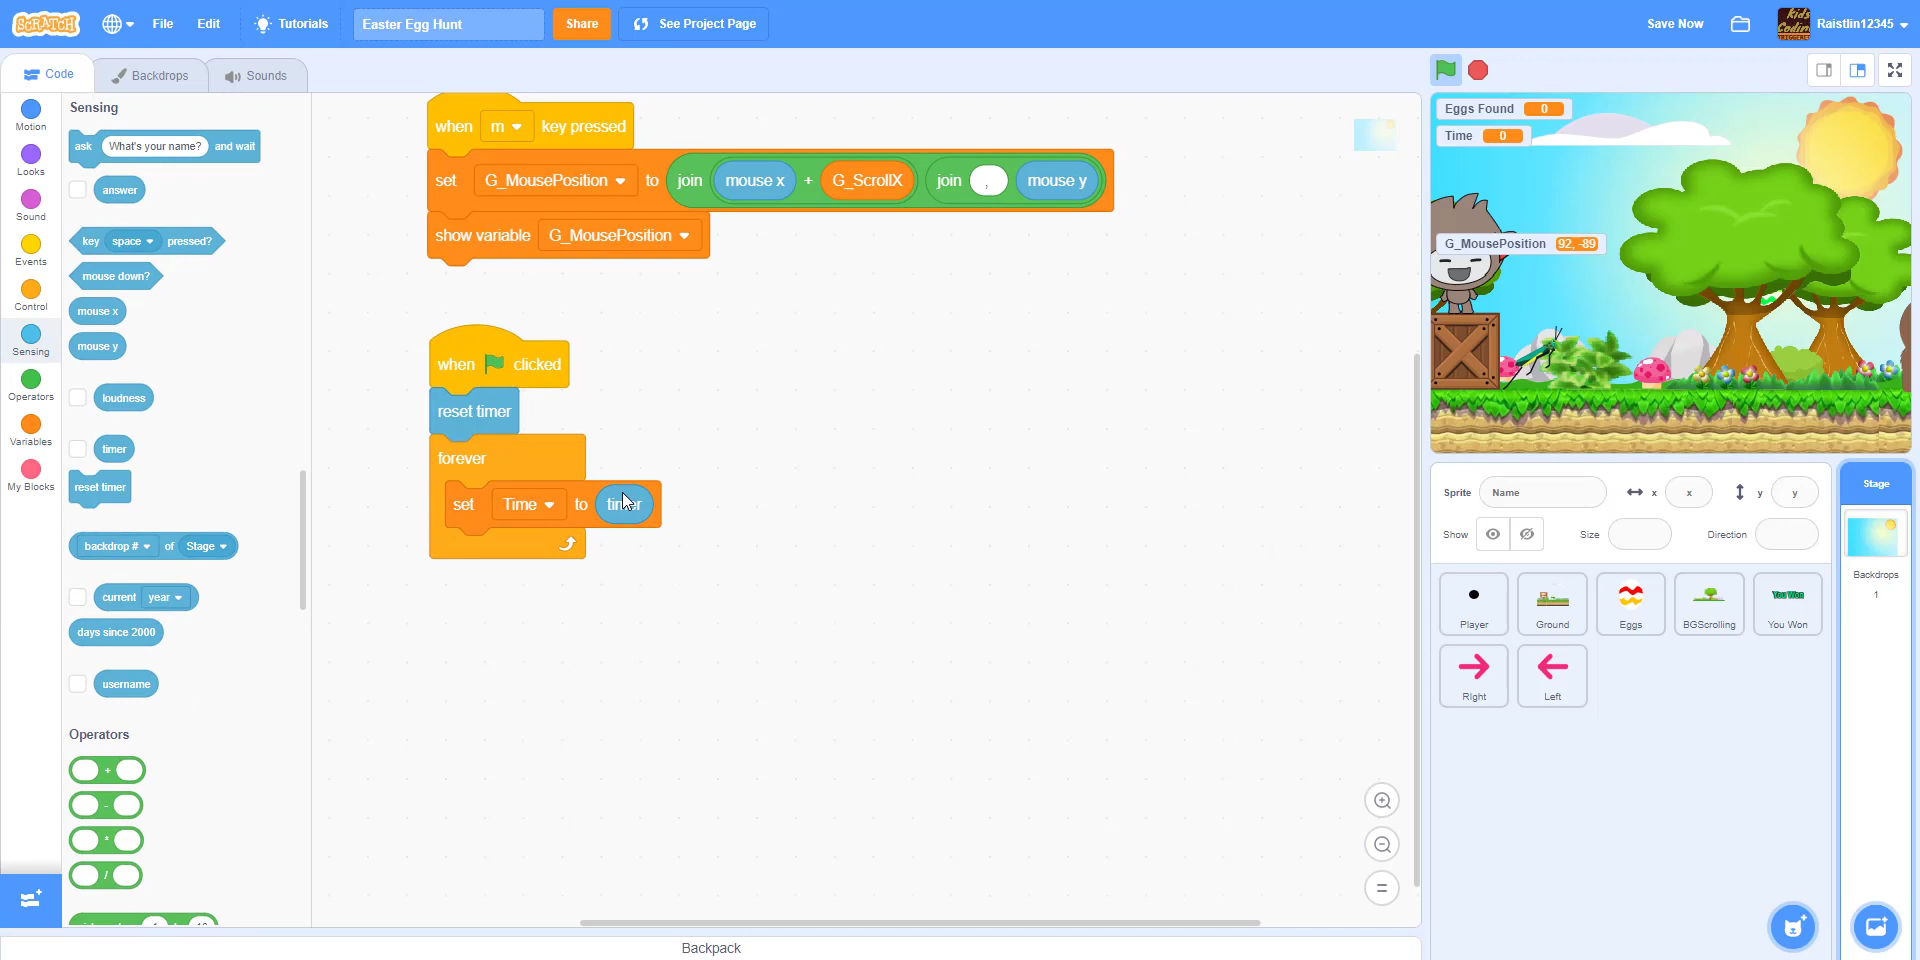 SCRATCH
File
Edit
Tutorials
Easter Egg Hunt
Share
See Project Page
Save Now
Kids
Coding
Raistlin12345
Code
Backdrops
Sounds
Motion
Looks
Sound
Events
Control
Sensing
Operators
Variables
My Blocks
Sensing
ask What's your name? and wait
answer
key space pressed?
mouse down?
mouse x
mouse y
loudness
timer
reset timer
backdrop # of Stage
current year
days since 2000
username
Operators
+
-
*
/
when m key pressed
set G_MousePosition to join mouse x + G_ScrollX join , mouse y
show variable G_MousePosition
when clicked
reset timer
forever
set Time to timer
Backpack
Eggs Found 0
Time 0
G_MousePosition 92, -89
Sprite Name x x y y
Show Size Direction
Player
Ground
Eggs
BGScrolling
You Won
You Won
Right
Left
Stage
Backdrops
1